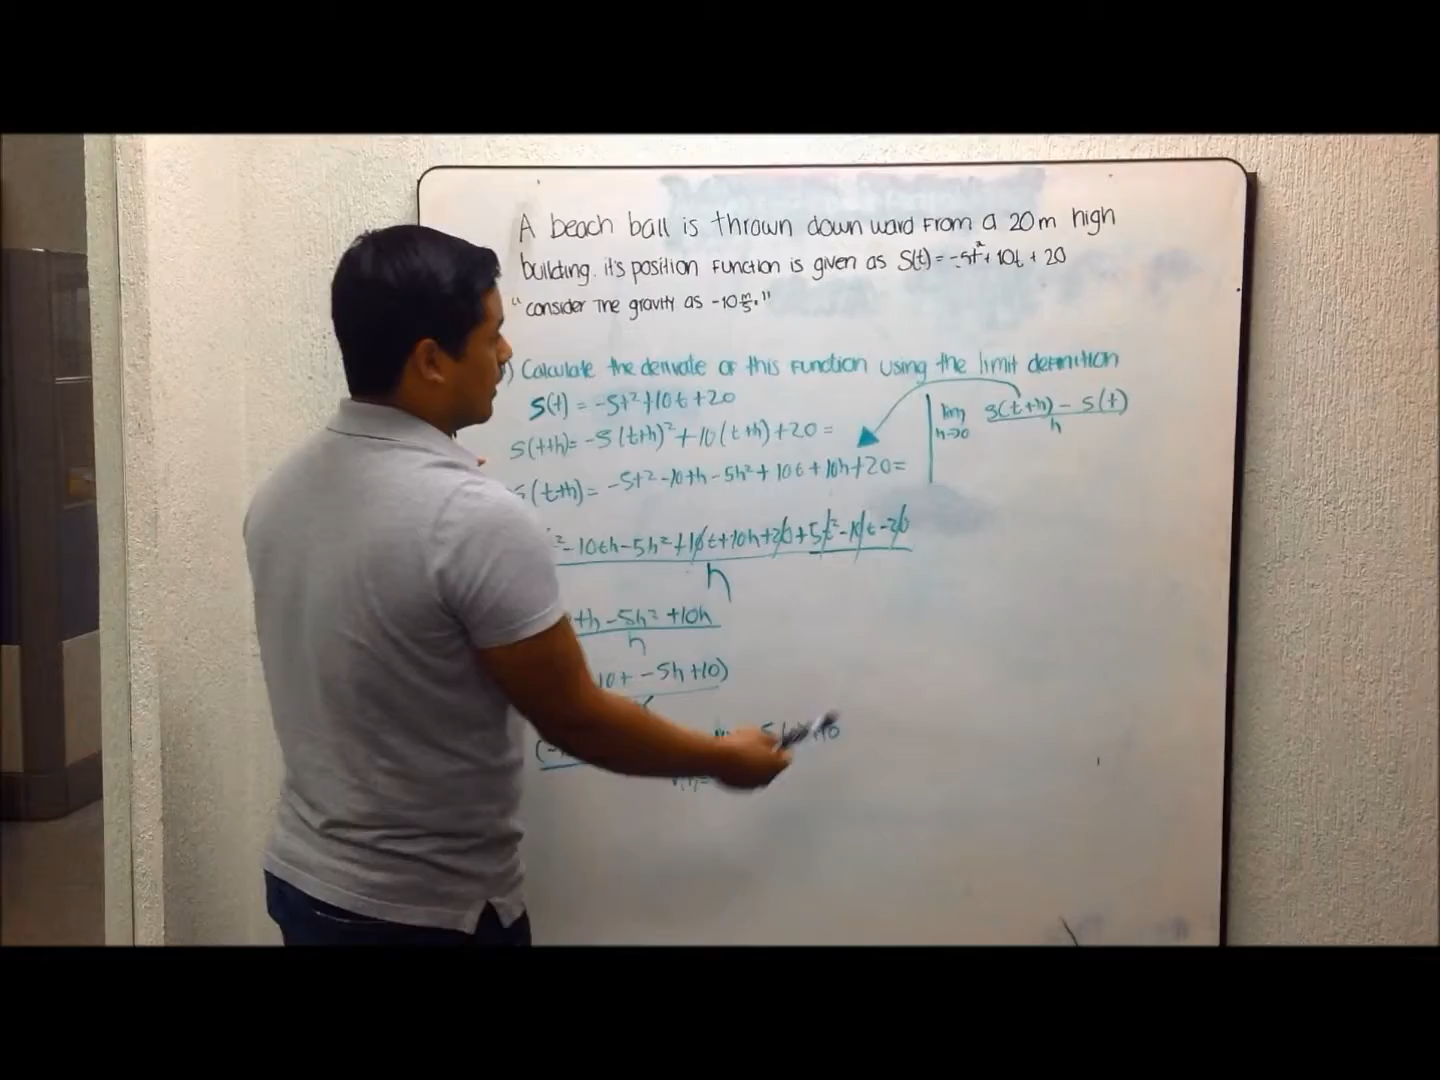 A beach ball is thrown down ward From a 20m high
building. it's position Function is given as S(t)= -5t²+10t+20
"consider The gravity as -10 m/s."
) Calculate the derivate of this Function using the limit definition
S(t) = -5t²+10t+20
lim h→0 S(t+h) - S(t) / h
S(t+h)= -5(t+h)²+10(t+h)+20=
(t+h)= -5t²-10th-5h²+10t+10h+20=
²-10th-5h²+10t+10h+20+5t²-10t-20
h
th-5h²+10h
h
10t-5h+10)